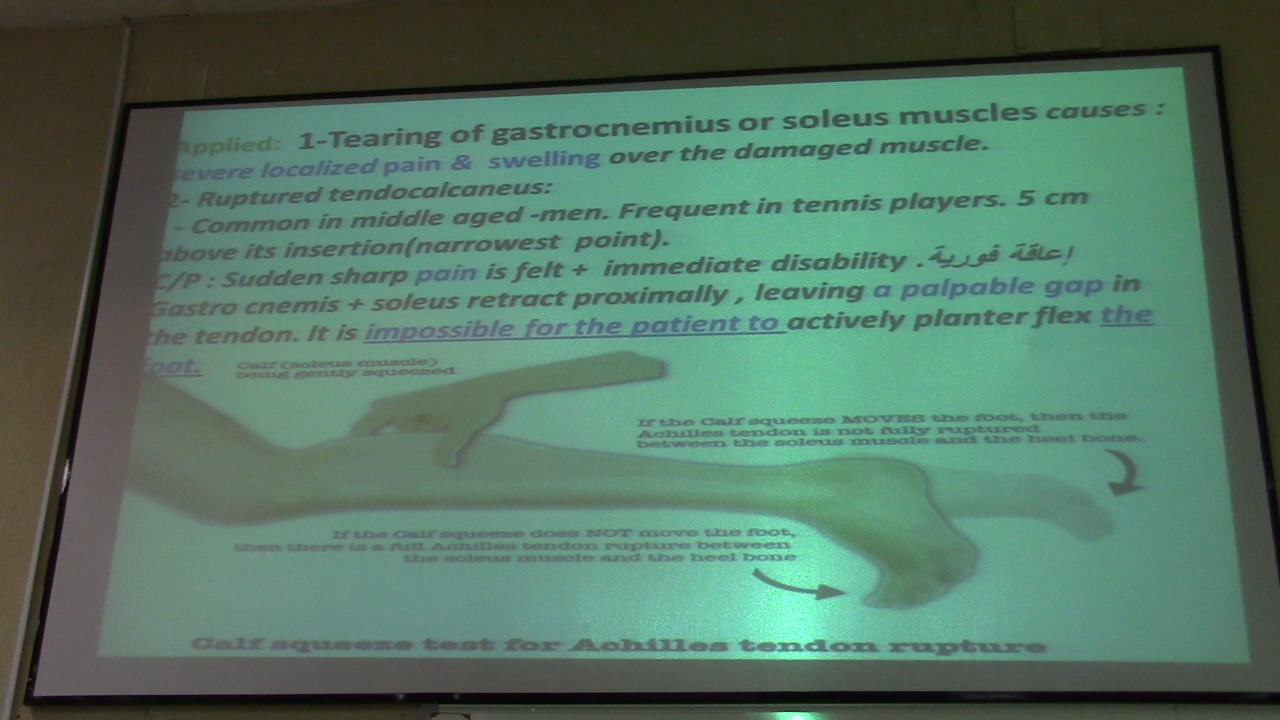 Applied: 1-Tearing of gastrocnemius or soleus muscles causes :
severe localized pain & swelling over the damaged muscle.
2- Ruptured tendocalcaneus:
- Common in middle aged -men. Frequent in tennis players. 5 cm
above its insertion(narrowest point).
C/P : Sudden sharp pain is felt + immediate disability . إعاقة فورية
Gastro cnemis + soleus retract proximally , leaving a palpable gap in
the tendon. It is impossible for the patient to actively planter flex the
foot.
Calf (soleus muscle)
being gently squeezed
If the Calf squeeze MOVES the foot, then the
Achilles tendon is not fully ruptured
between the soleus muscle and the heel bone.
If the Calf squeeze does NOT move the foot,
then there is a full Achilles tendon rupture between
the soleus muscle and the heel bone
Calf squeeze test for Achilles tendon rupture